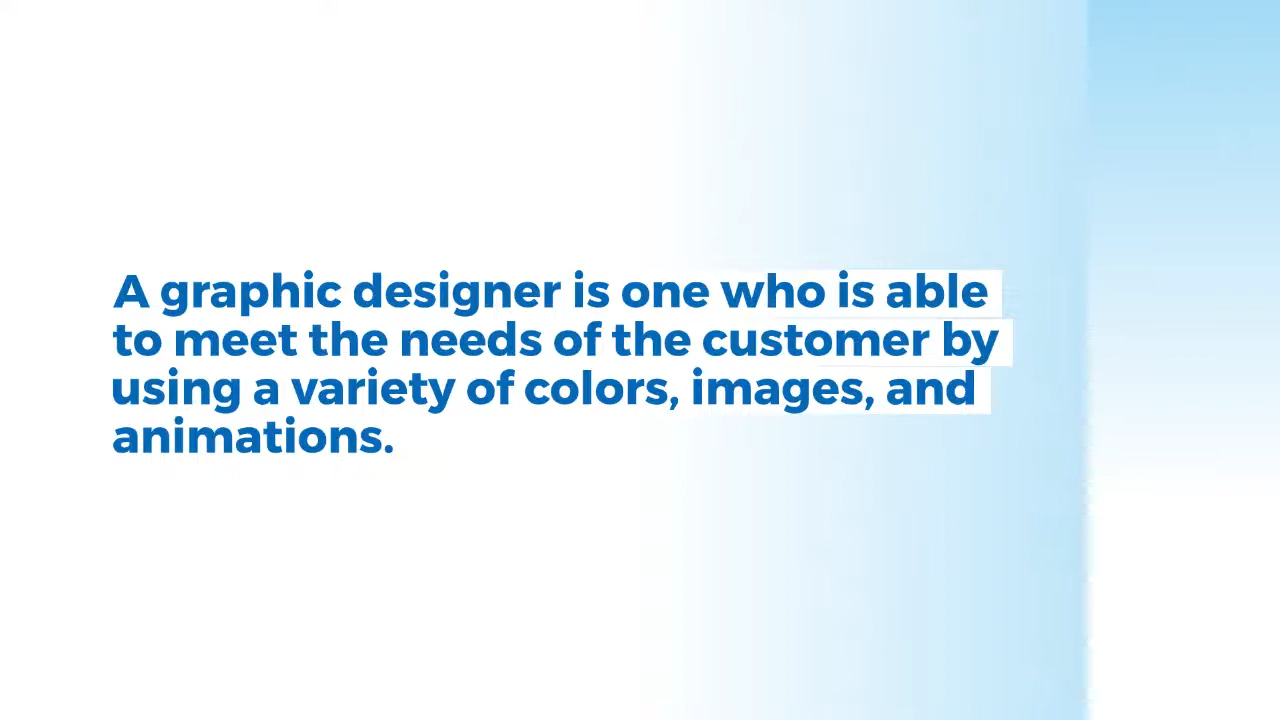 A graphic designer is one who is able
to meet the needs of the customer by
using a variety of colors, images, and
animations.